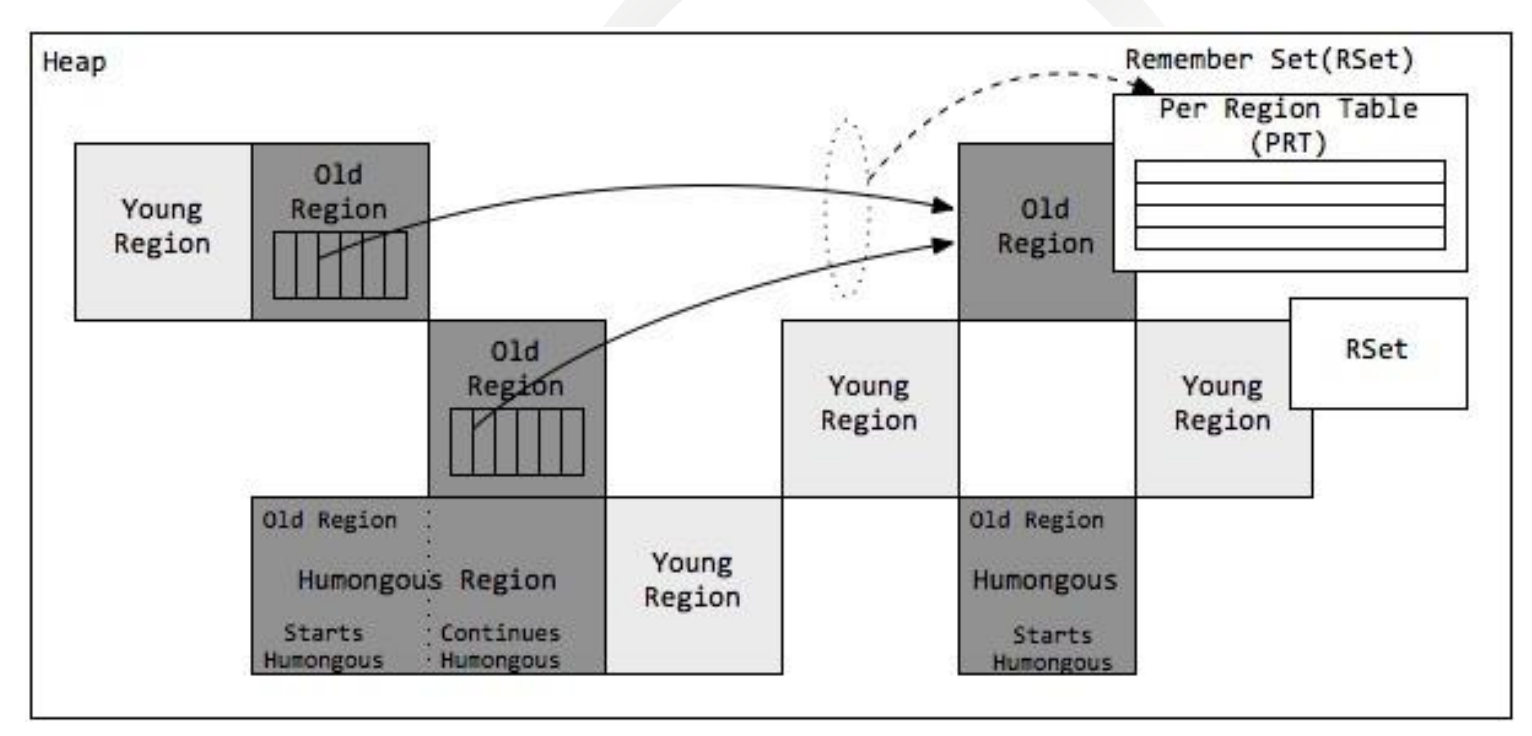 Heap
Remember Set(RSet)
Per Region Table
(PRT)
Young
Region
Old
Region
Old
Region
Old
Region
Young
Region
Young
Region
RSet
Old Region
Humongous Region
Starts
Humongous
Continues
Humongous
Young
Region
Old Region
Humongous
Starts
Humongous